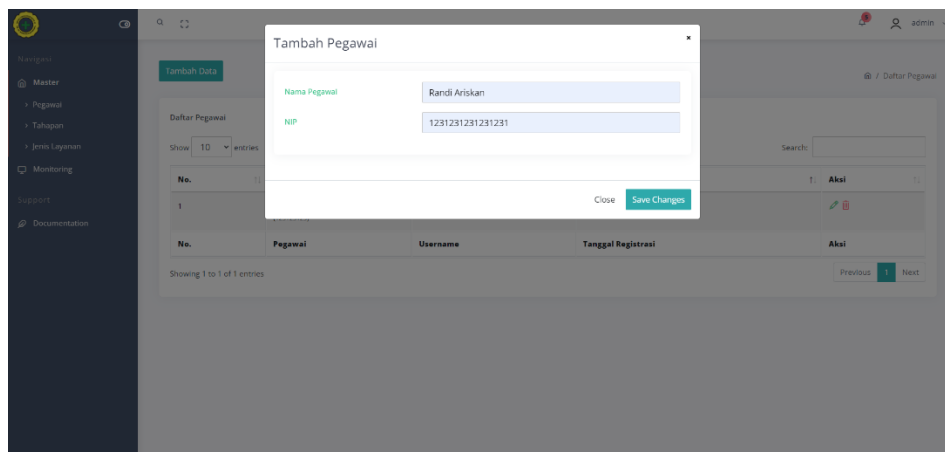 admin
Navigasi
Master
Pegawai
Tahapan
Jenis Layanan
Monitoring
Support
Documentation
Tambah Data
/ Daftar Pegawai
Daftar Pegawai
Show 10 entries
Search:
No. Aksi
1
No. Pegawai Username Tanggal Registrasi Aksi
Showing 1 to 1 of 1 entries
Previous 1 Next
Tambah Pegawai
Nama Pegawai Randi Ariskan
NIP 1231231231231231
Close Save Changes